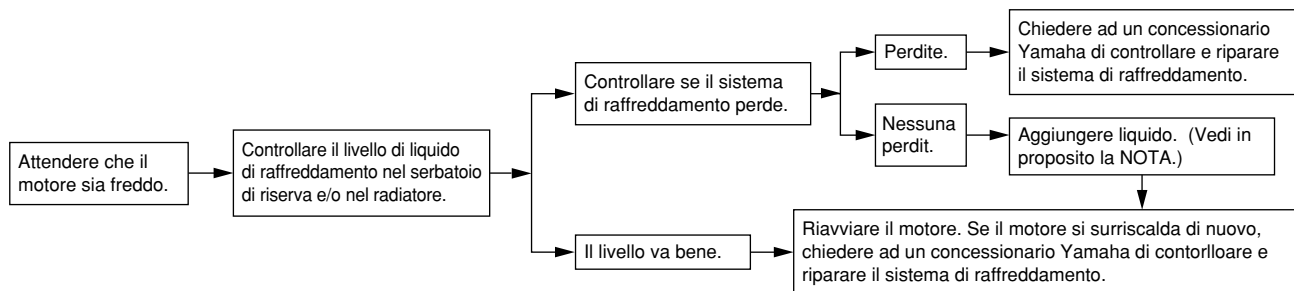 Attendere che il
motore sia freddo.
Controllare il livello di liquido
di raffreddamento nel serbatoio
di riserva e/o nel radiatore.
Controllare se il sistema
di raffreddamento perde.
Perdite.
Chiedere ad un concessionario
Yamaha di controllare e riparare
il sistema di raffreddamento.
Nessuna
perdit.
Aggiungere liquido. (Vedi in
proposito la NOTA.)
Il livello va bene.
Riavviare il motore. Se il motore si surriscalda di nuovo,
chiedere ad un concessionario Yamaha di contorlloare e
riparare il sistema di raffreddamento.